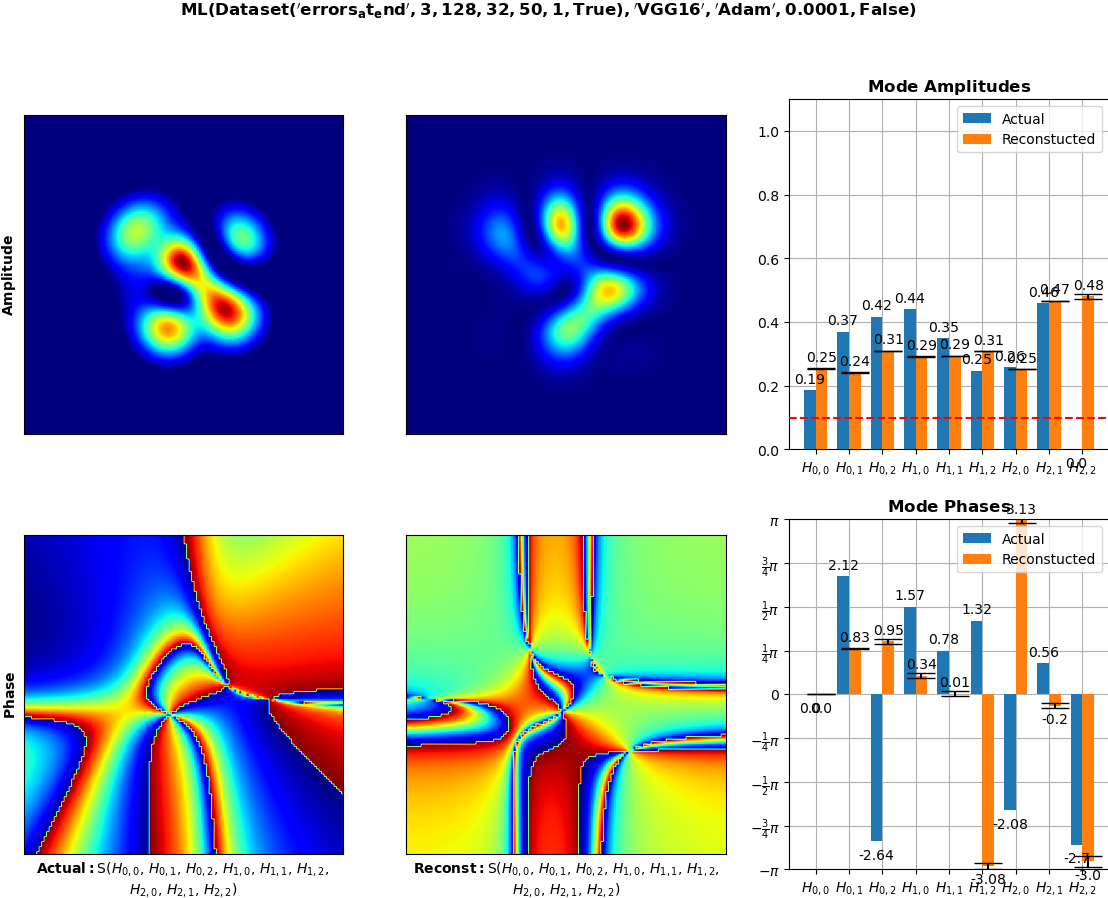 ML(Dataset('errors_at_end', 3, 128, 32, 50, 1, True), 'VGG16', 'Adam', 0.0001, False)
Mode Amplitudes
Amplitude
1.0
0.8
0.6
0.4
0.2
0.0
Actual
Reconstucted
0.19
0.25
0.37
0.24
0.42
0.31
0.44
0.29
0.35
0.29
0.25
0.31
0.26
0.25
0.46
0.47
0.0
0.48
H0,0 H0,1 H0,2 H1,0 H1,1 H1,2 H2,0 H2,1 H2,2
Mode Phases
Phase
π
3/4π
1/2π
1/4π
0
−1/4π
−1/2π
−3/4π
−π
Actual
Reconstucted
0.0
0.0
2.12
0.83
-2.64
0.95
1.57
0.34
0.78
0.01
1.32
-3.08
-2.08
3.13
0.56
-0.2
-2.7
-3.0
H0,0 H0,1 H0,2 H1,0 H1,1 H1,2 H2,0 H2,1 H2,2
Actual: S(H0,0, H0,1, H0,2, H1,0, H1,1, H1,2,
H2,0, H2,1, H2,2)
Reconst: S(H0,0, H0,1, H0,2, H1,0, H1,1, H1,2,
H2,0, H2,1, H2,2)